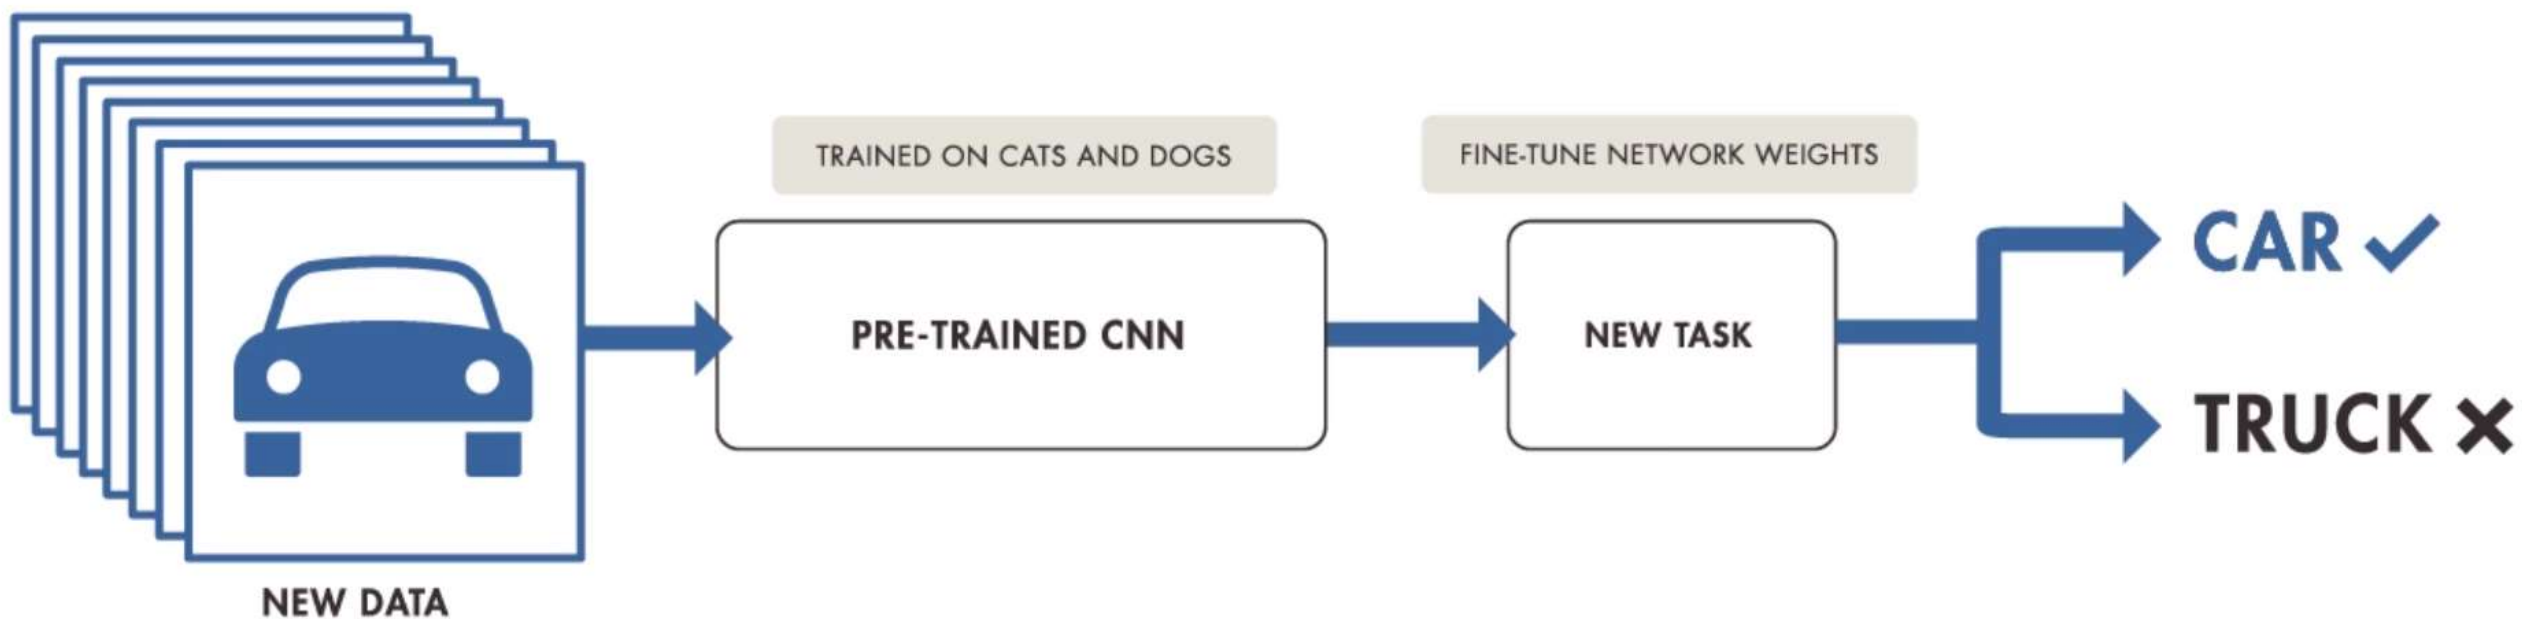 TRAINED ON CATS AND DOGS
FINE-TUNE NETWORK WEIGHTS
PRE-TRAINED CNN
NEW TASK
CAR
TRUCK
NEW DATA